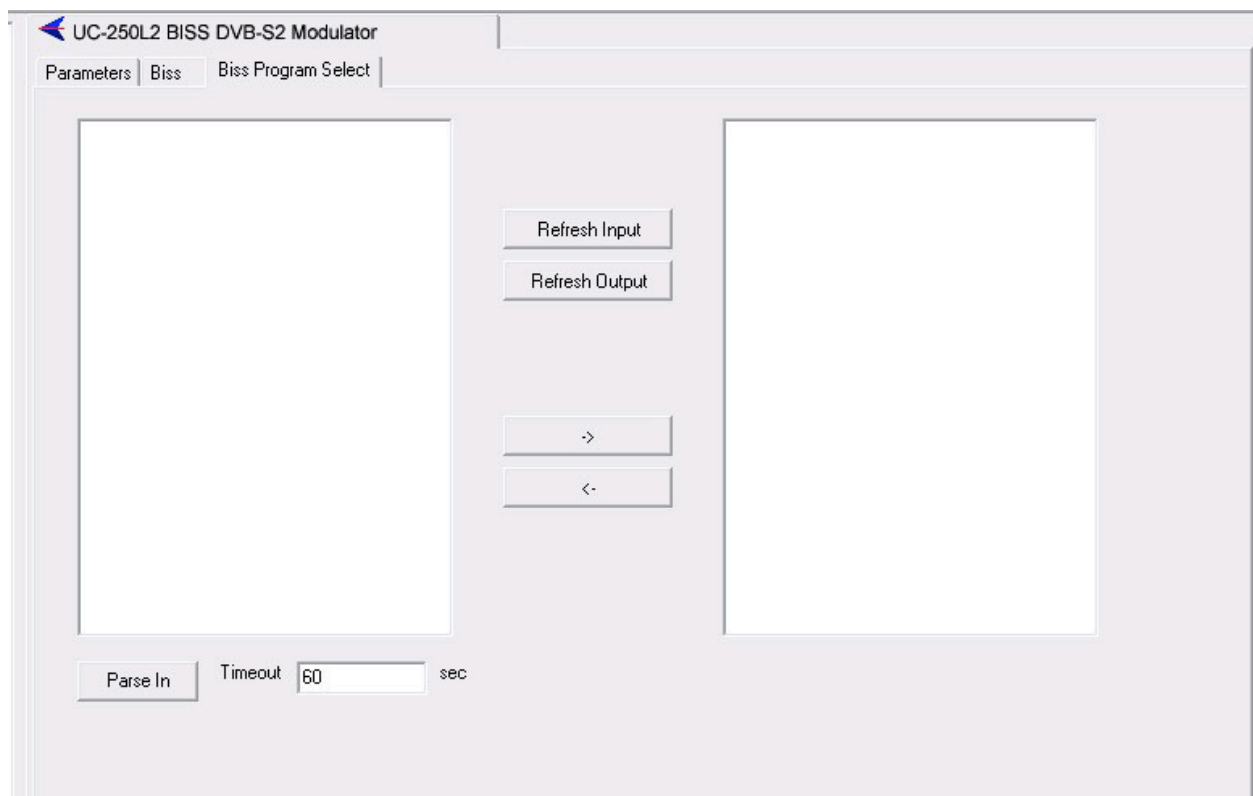 UC-250L2 BISS DVB-S2 Modulator
Parameters Biss Biss Program Select
Refresh Input
Refresh Output
->
<-
Parse In Timeout 60 sec